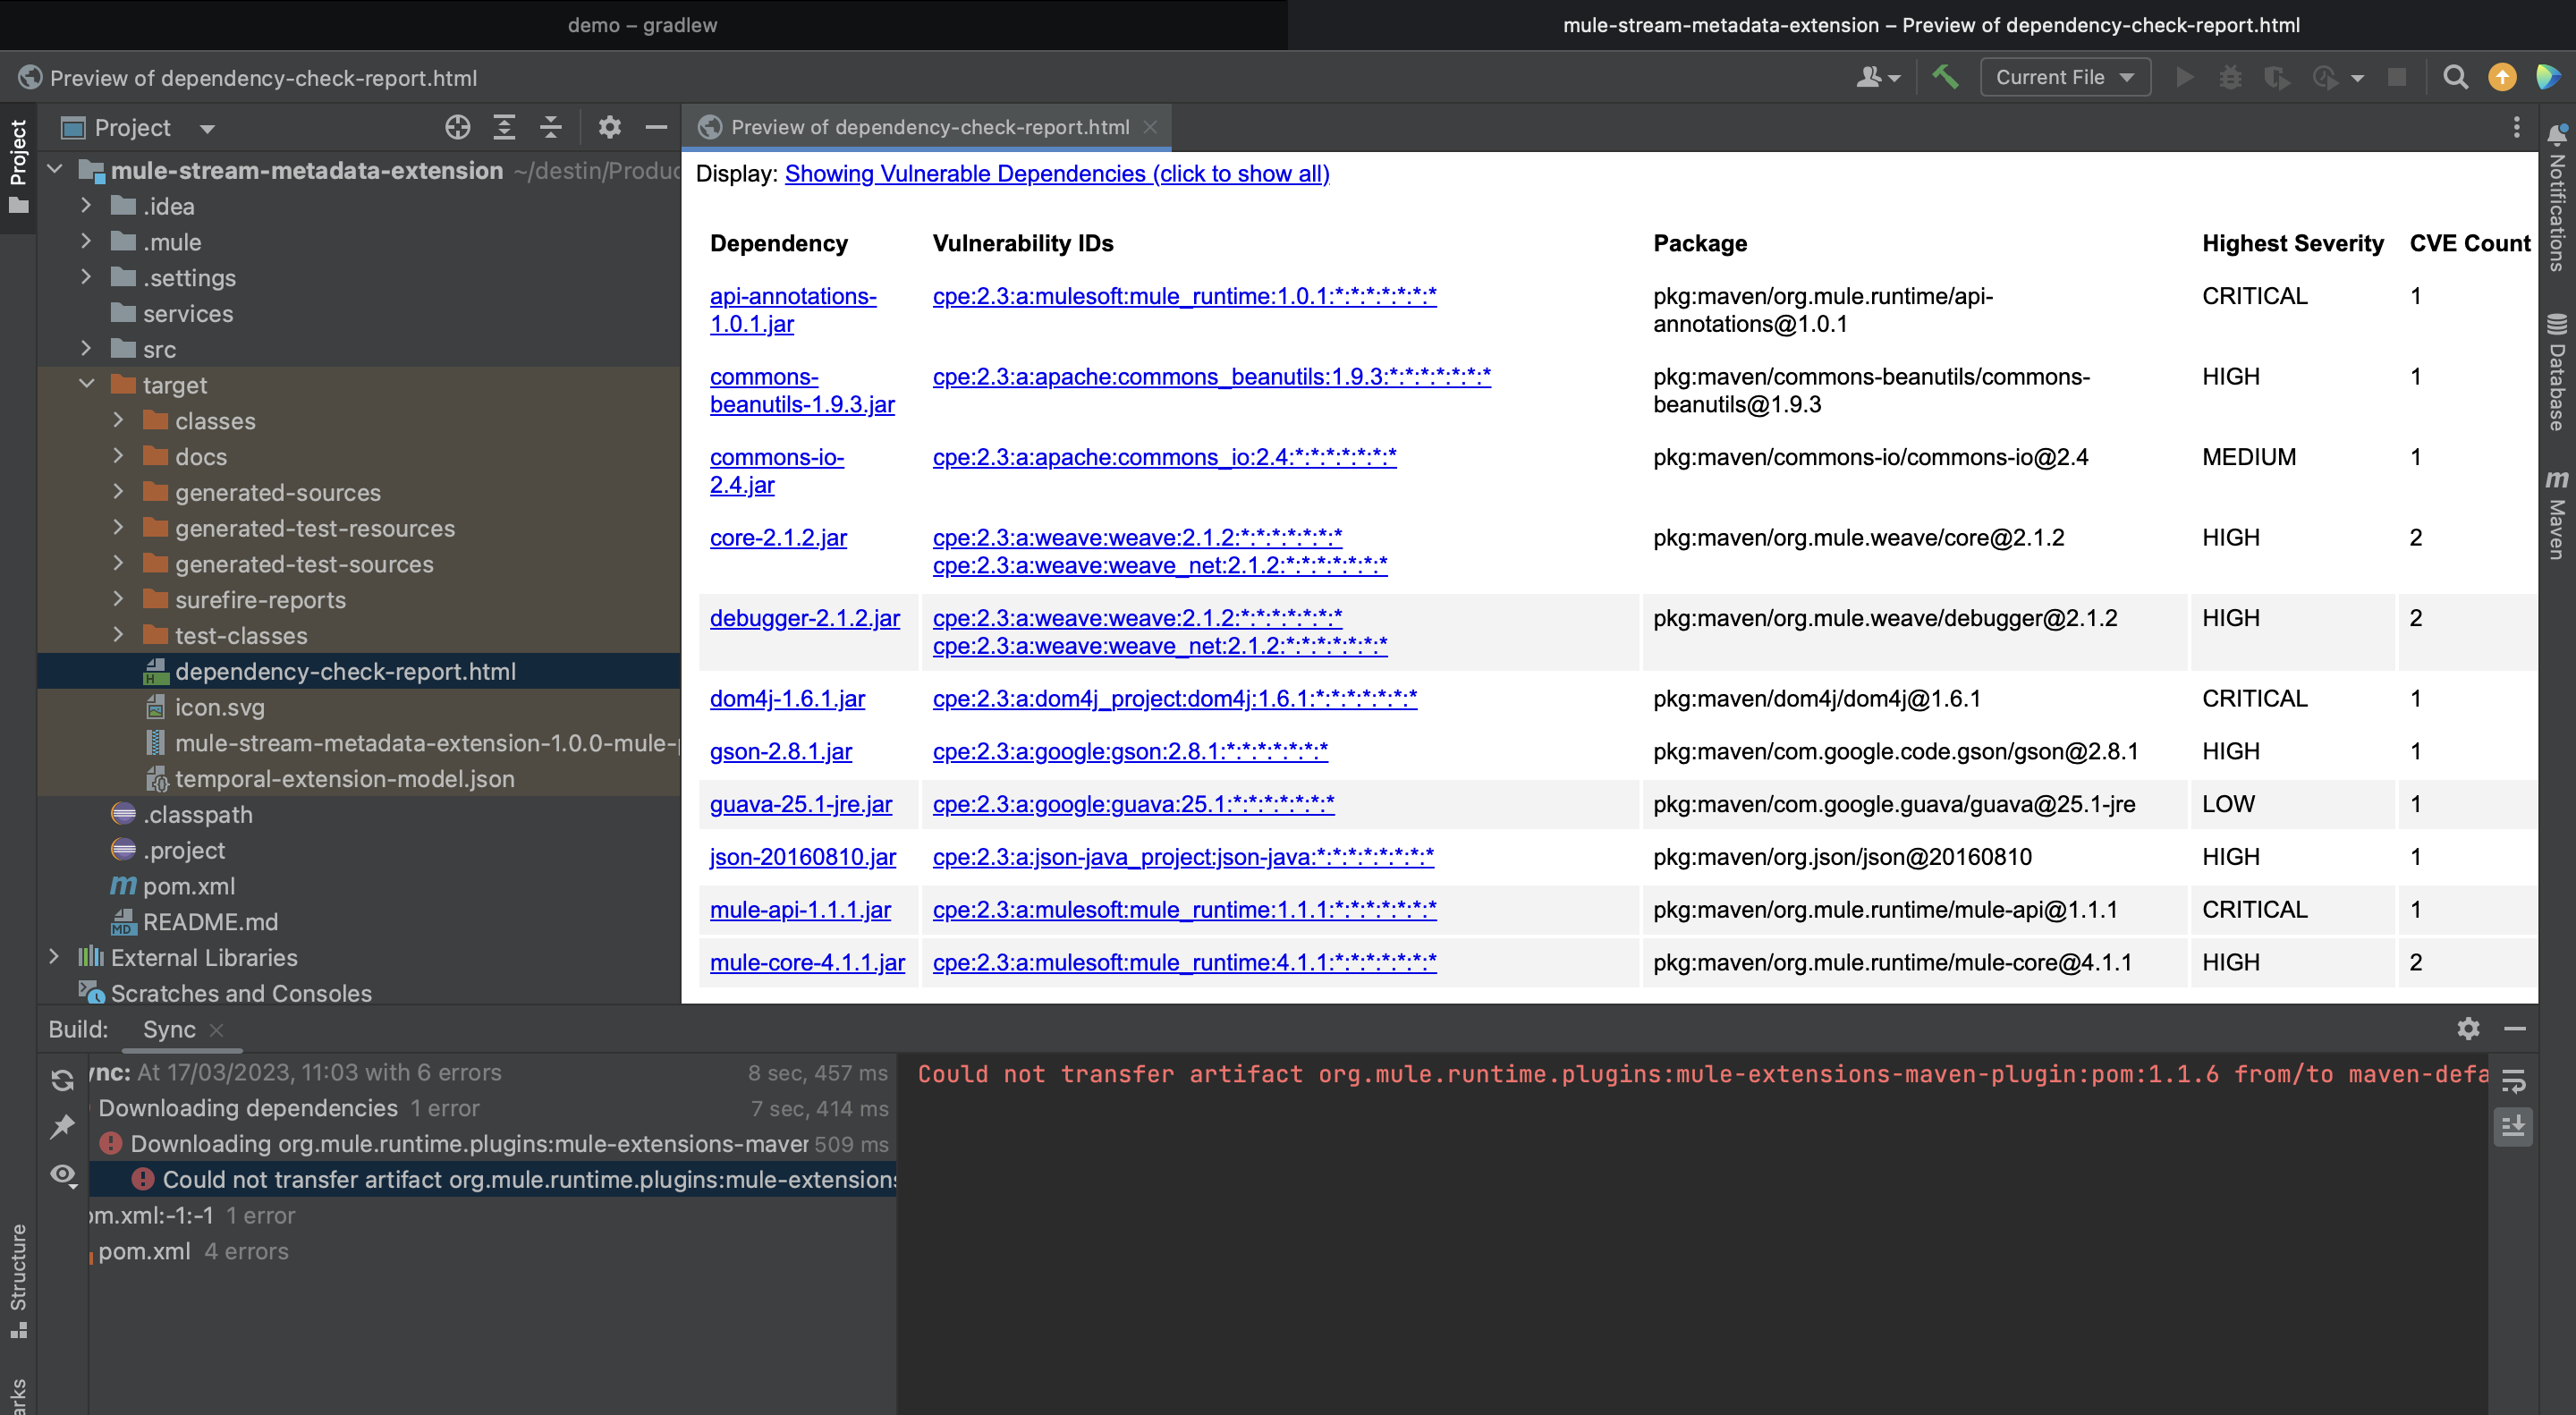 demo – gradlew
mule-stream-metadata-extension – Preview of dependency-check-report.html
Preview of dependency-check-report.html
Current File
Project
Project
Preview of dependency-check-report.html
mule-stream-metadata-extension ~/destin/Produc
.idea
.mule
.settings
services
src
target
classes
docs
generated-sources
generated-test-resources
generated-test-sources
surefire-reports
test-classes
dependency-check-report.html
icon.svg
mule-stream-metadata-extension-1.0.0-mule-p
temporal-extension-model.json
.classpath
.project
pom.xml
README.md
External Libraries
Scratches and Consoles
Display: Showing Vulnerable Dependencies (click to show all)
Dependency Vulnerability IDs Package Highest Severity CVE Count
api-annotations- cpe:2.3:a:mulesoft:mule_runtime:1.0.1:*:*:*:*:*:*:* pkg:maven/org.mule.runtime/api- CRITICAL 1
1.0.1.jar annotations@1.0.1
commons- cpe:2.3:a:apache:commons_beanutils:1.9.3:*:*:*:*:*:*:* pkg:maven/commons-beanutils/commons- HIGH 1
beanutils-1.9.3.jar beanutils@1.9.3
commons-io- cpe:2.3:a:apache:commons_io:2.4:*:*:*:*:*:*:* pkg:maven/commons-io/commons-io@2.4 MEDIUM 1
2.4.jar
core-2.1.2.jar cpe:2.3:a:weave:weave:2.1.2:*:*:*:*:*:*:* pkg:maven/org.mule.weave/core@2.1.2 HIGH 2
cpe:2.3:a:weave:weave_net:2.1.2:*:*:*:*:*:*:*
debugger-2.1.2.jar cpe:2.3:a:weave:weave:2.1.2:*:*:*:*:*:*:* pkg:maven/org.mule.weave/debugger@2.1.2 HIGH 2
cpe:2.3:a:weave:weave_net:2.1.2:*:*:*:*:*:*:*
dom4j-1.6.1.jar cpe:2.3:a:dom4j_project:dom4j:1.6.1:*:*:*:*:*:*:* pkg:maven/dom4j/dom4j@1.6.1 CRITICAL 1
gson-2.8.1.jar cpe:2.3:a:google:gson:2.8.1:*:*:*:*:*:*:* pkg:maven/com.google.code.gson/gson@2.8.1 HIGH 1
guava-25.1-jre.jar cpe:2.3:a:google:guava:25.1:*:*:*:*:*:*:* pkg:maven/com.google.guava/guava@25.1-jre LOW 1
json-20160810.jar cpe:2.3:a:json-java_project:json-java:*:*:*:*:*:*:*:* pkg:maven/org.json/json@20160810 HIGH 1
mule-api-1.1.1.jar cpe:2.3:a:mulesoft:mule_runtime:1.1.1:*:*:*:*:*:*:* pkg:maven/org.mule.runtime/mule-api@1.1.1 CRITICAL 1
mule-core-4.1.1.jar cpe:2.3:a:mulesoft:mule_runtime:4.1.1:*:*:*:*:*:*:* pkg:maven/org.mule.runtime/mule-core@4.1.1 HIGH 2
Notifications
Database
Maven
Build: Sync
ync: At 17/03/2023, 11:03 with 6 errors 8 sec, 457 ms
Downloading dependencies 1 error 7 sec, 414 ms
Downloading org.mule.runtime.plugins:mule-extensions-maver 509 ms
Could not transfer artifact org.mule.runtime.plugins:mule-extensions
om.xml:-1:-1 1 error
pom.xml 4 errors
Could not transfer artifact org.mule.runtime.plugins:mule-extensions-maven-plugin:pom:1.1.6 from/to maven-defa
Structure
arks